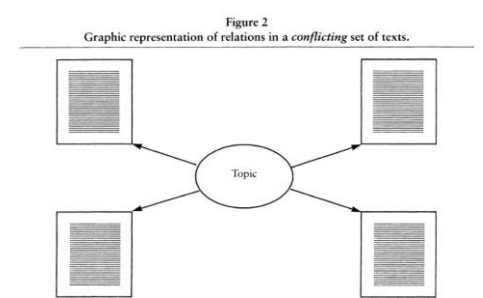 Figure 2
Graphic representation of relations in a conflicting set of texts.
Topic